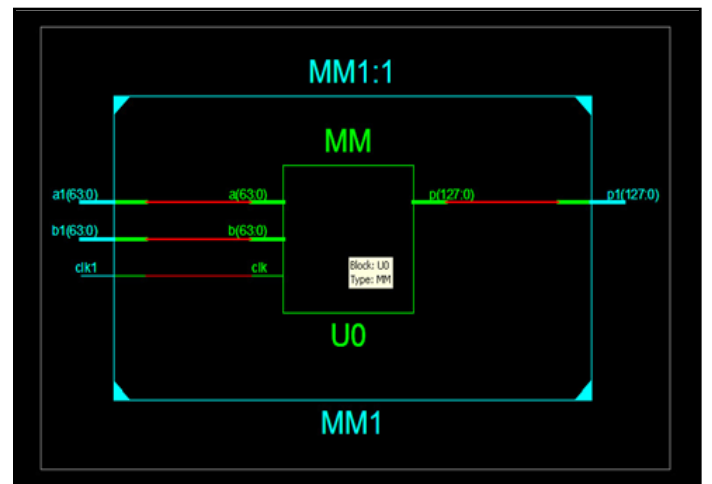 MM1:1
MM
a1(63:0) a(63:0) p(127:0) p1(127:0)
b1(63:0) b(63:0)
clk1 clk
Block: U0
Type: MM
U0
MM1